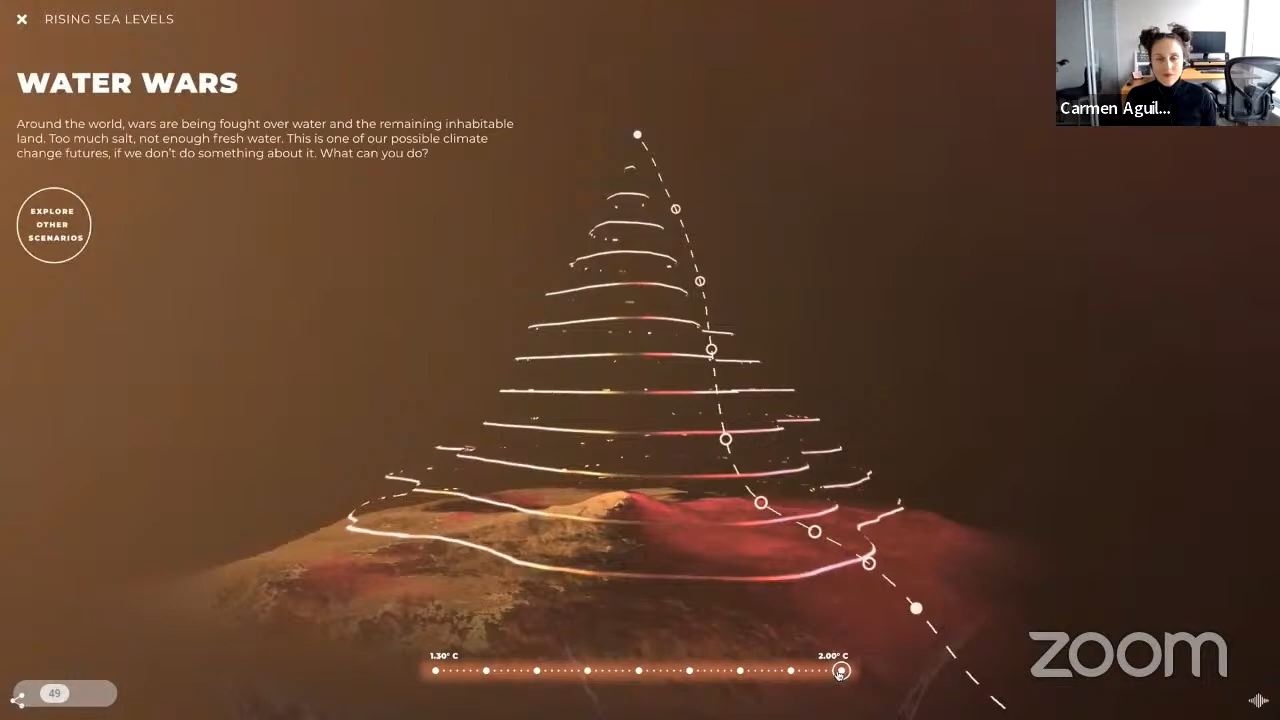 RISING SEA LEVELS
WATER WARS
Around the world, wars are being fought over water and the remaining inhabitable
land. Too much salt, not enough fresh water. This is one of our possible climate
change futures, if we don't do something about it. What can you do?
EXPLORE
OTHER
SCENARIOS
Carmen Aguil...
1.30° C
2.00° C
49
zoom